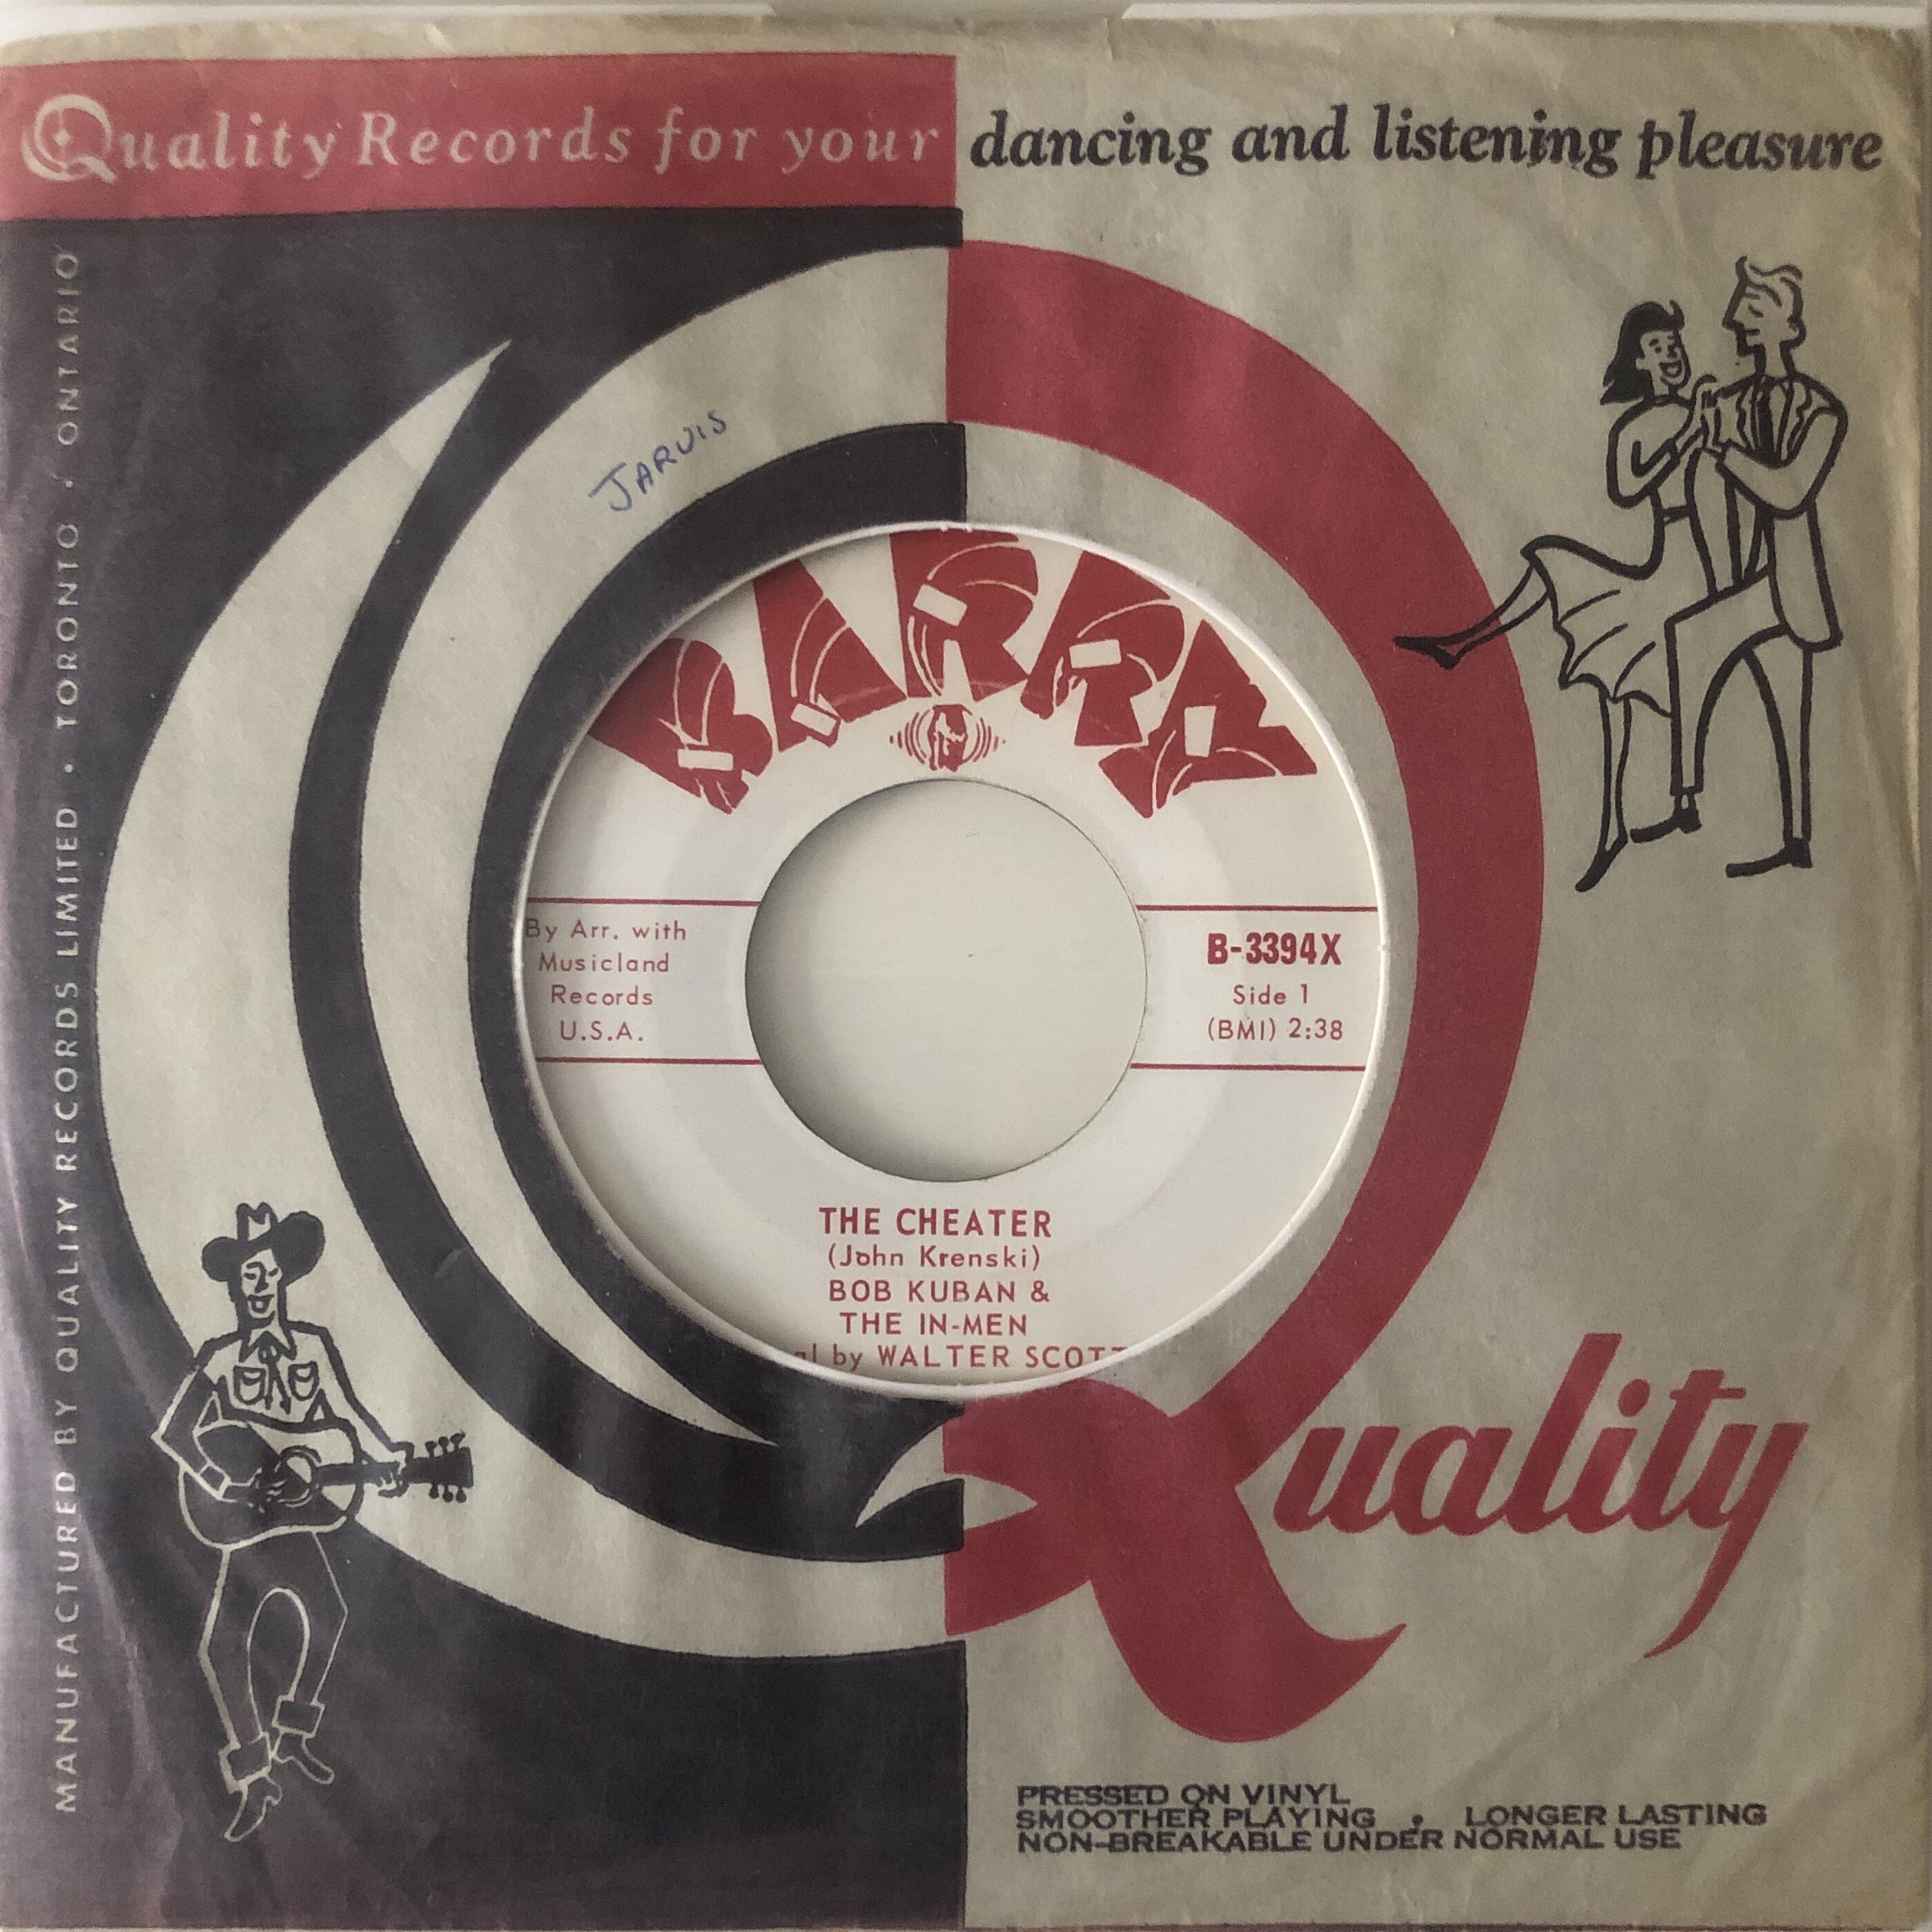 Quality Records for your dancing and listening pleasure
MANUFACTURED BY QUALITY RECORDS LIMITED · TORONTO · ONTARIO
JARVIS
BARRY
By Arr. with
Musicland
Records
U.S.A.
B-3394X
Side 1
(BMI) 2:38
THE CHEATER
(John Krenski)
BOB KUBAN &
THE IN-MEN
al by WALTER SCOTT
Quality
PRESSED ON VINYL
SMOOTHER PLAYING • LONGER LASTING
NON-BREAKABLE UNDER NORMAL USE